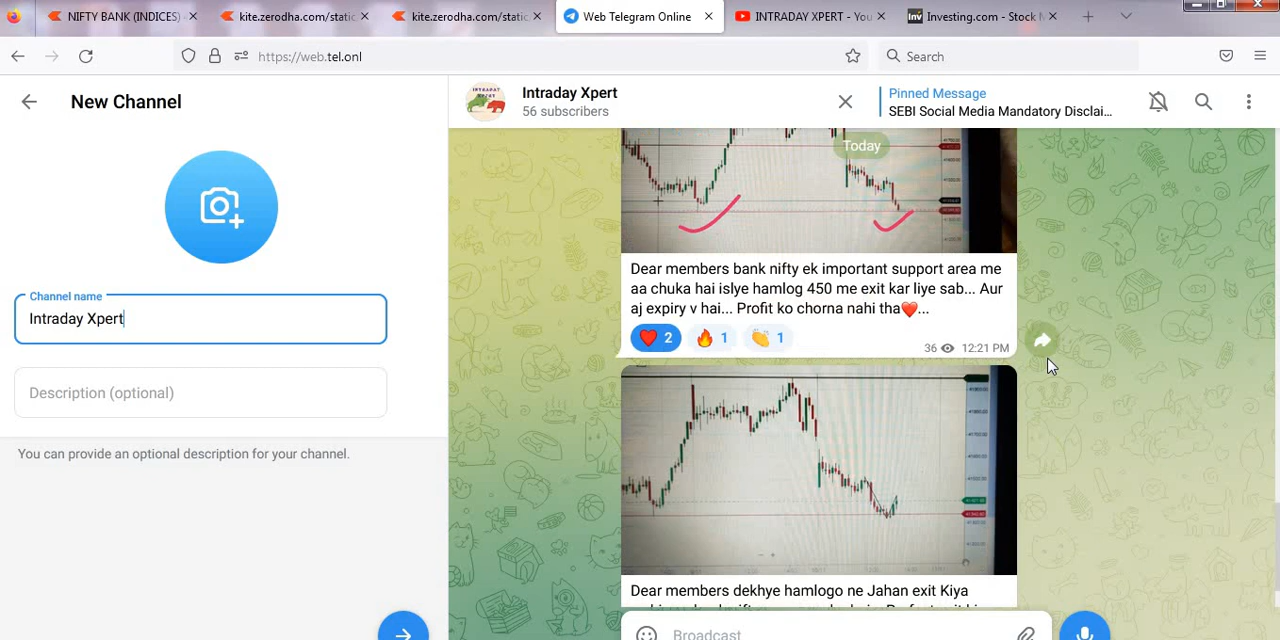 NIFTY BANK (INDICES)
kite.zerodha.com/static
kite.zerodha.com/static
Web Telegram Online
INTRADAY XPERT - You
Investing.com - Stock M
https://web.tel.onl
Search
New Channel
Channel name
Intraday Xpert
Description (optional)
You can provide an optional description for your channel.
Intraday Xpert
56 subscribers
Pinned Message
SEBI Social Media Mandatory Disclai...
Today
Dear members bank nifty ek important support area me
aa chuka hai islye hamlog 450 me exit kar liye sab... Aur
aj expiry v hai... Profit ko chorna nahi tha❤️...
❤️ 2 🔥 1 👏 1
36 12:21 PM
Dear members dekhye hamlogo ne Jahan exit Kiya
Broadcast